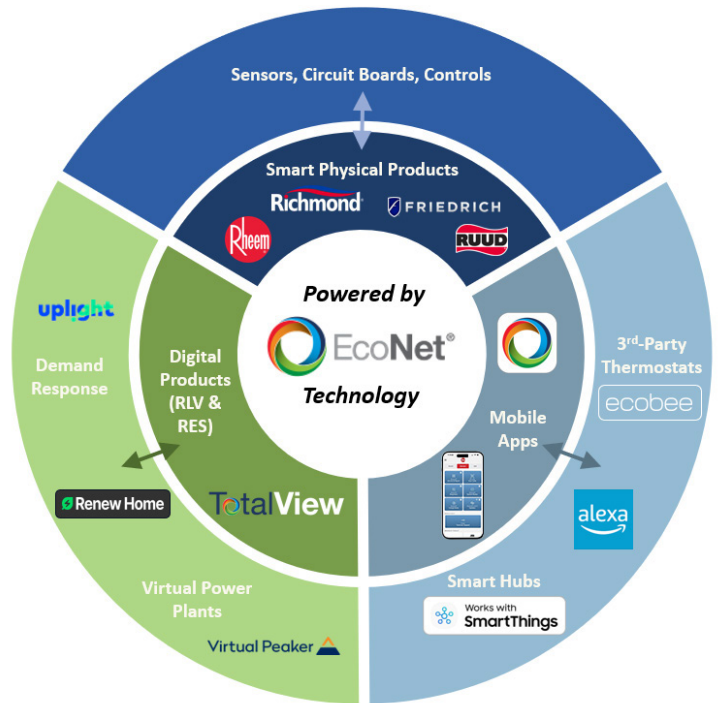 Sensors, Circuit Boards, Controls
Smart Physical Products
Richmond®
FRIEDRICH
Rheem
RUUD
Powered by
EcoNet®
Technology
uplight
Demand
Response
Digital
Products
(RLV &
RES)
Renew Home
TotalView
Virtual Power
Plants
Virtual Peaker
Mobile
Apps
3rd-Party
Thermostats
ecobee
alexa
Smart Hubs
Works with
SmartThings